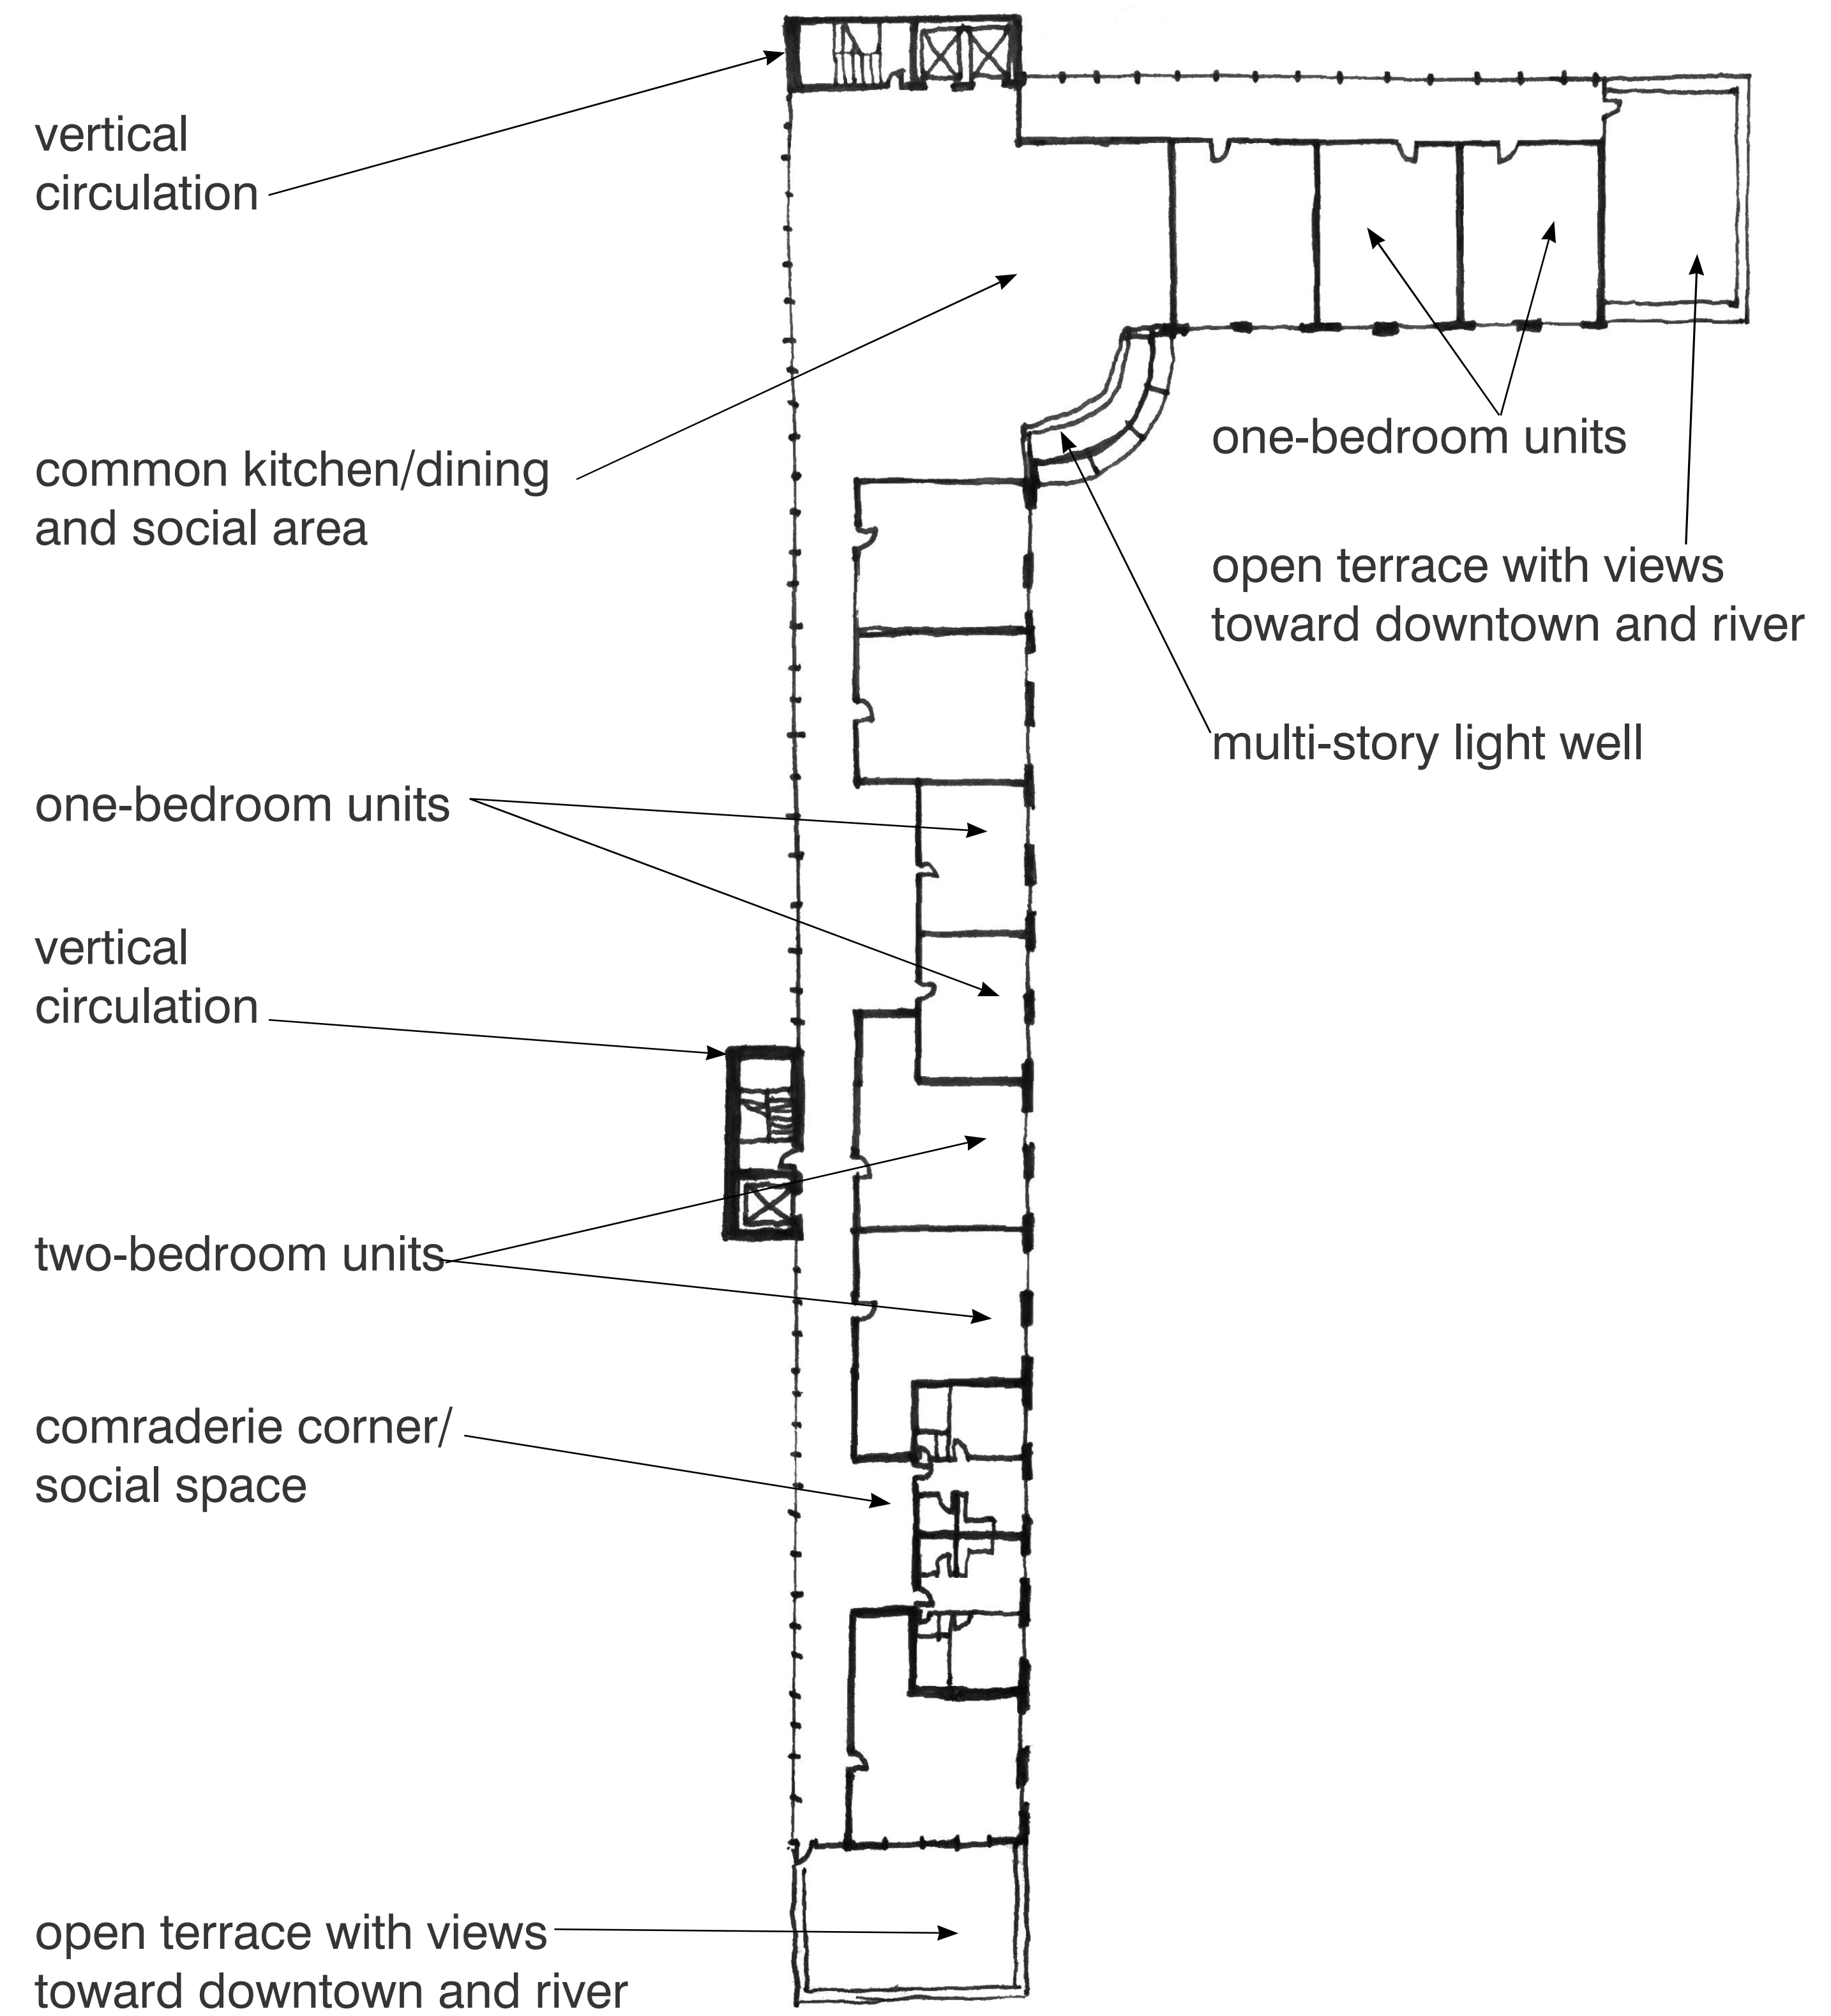 vertical
circulation
common kitchen/dining
and social area
one-bedroom units
open terrace with views
toward downtown and river
multi-story light well
one-bedroom units
vertical
circulation
two-bedroom units
comraderie corner/
social space
open terrace with views
toward downtown and river